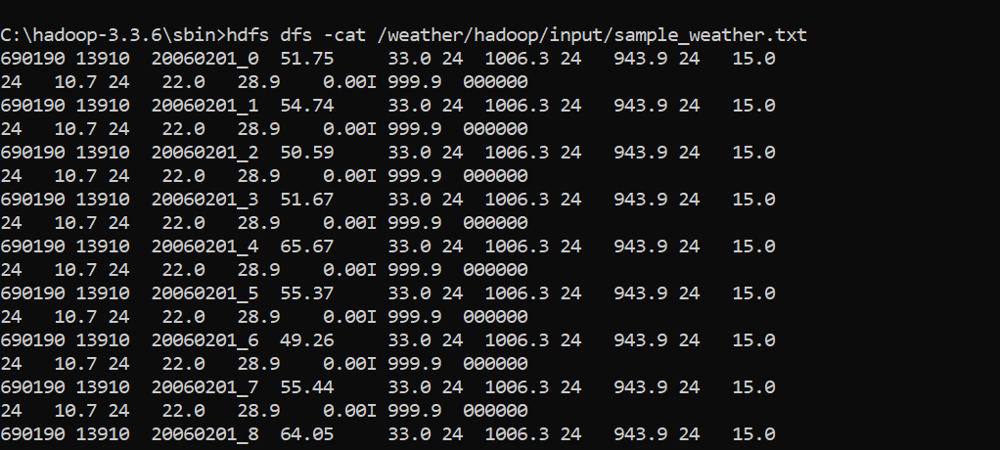 C:\hadoop-3.3.6\sbin>hdfs dfs -cat /weather/hadoop/input/sample_weather.txt
690190 13910  20060201_0  51.75     33.0 24  1006.3 24   943.9 24   15.0
24   10.7 24   22.0   28.9    0.00I 999.9  000000
690190 13910  20060201_1  54.74     33.0 24  1006.3 24   943.9 24   15.0
24   10.7 24   22.0   28.9    0.00I 999.9  000000
690190 13910  20060201_2  50.59     33.0 24  1006.3 24   943.9 24   15.0
24   10.7 24   22.0   28.9    0.00I 999.9  000000
690190 13910  20060201_3  51.67     33.0 24  1006.3 24   943.9 24   15.0
24   10.7 24   22.0   28.9    0.00I 999.9  000000
690190 13910  20060201_4  65.67     33.0 24  1006.3 24   943.9 24   15.0
24   10.7 24   22.0   28.9    0.00I 999.9  000000
690190 13910  20060201_5  55.37     33.0 24  1006.3 24   943.9 24   15.0
24   10.7 24   22.0   28.9    0.00I 999.9  000000
690190 13910  20060201_6  49.26     33.0 24  1006.3 24   943.9 24   15.0
24   10.7 24   22.0   28.9    0.00I 999.9  000000
690190 13910  20060201_7  55.44     33.0 24  1006.3 24   943.9 24   15.0
24   10.7 24   22.0   28.9    0.00I 999.9  000000
690190 13910  20060201_8  64.05     33.0 24  1006.3 24   943.9 24   15.0